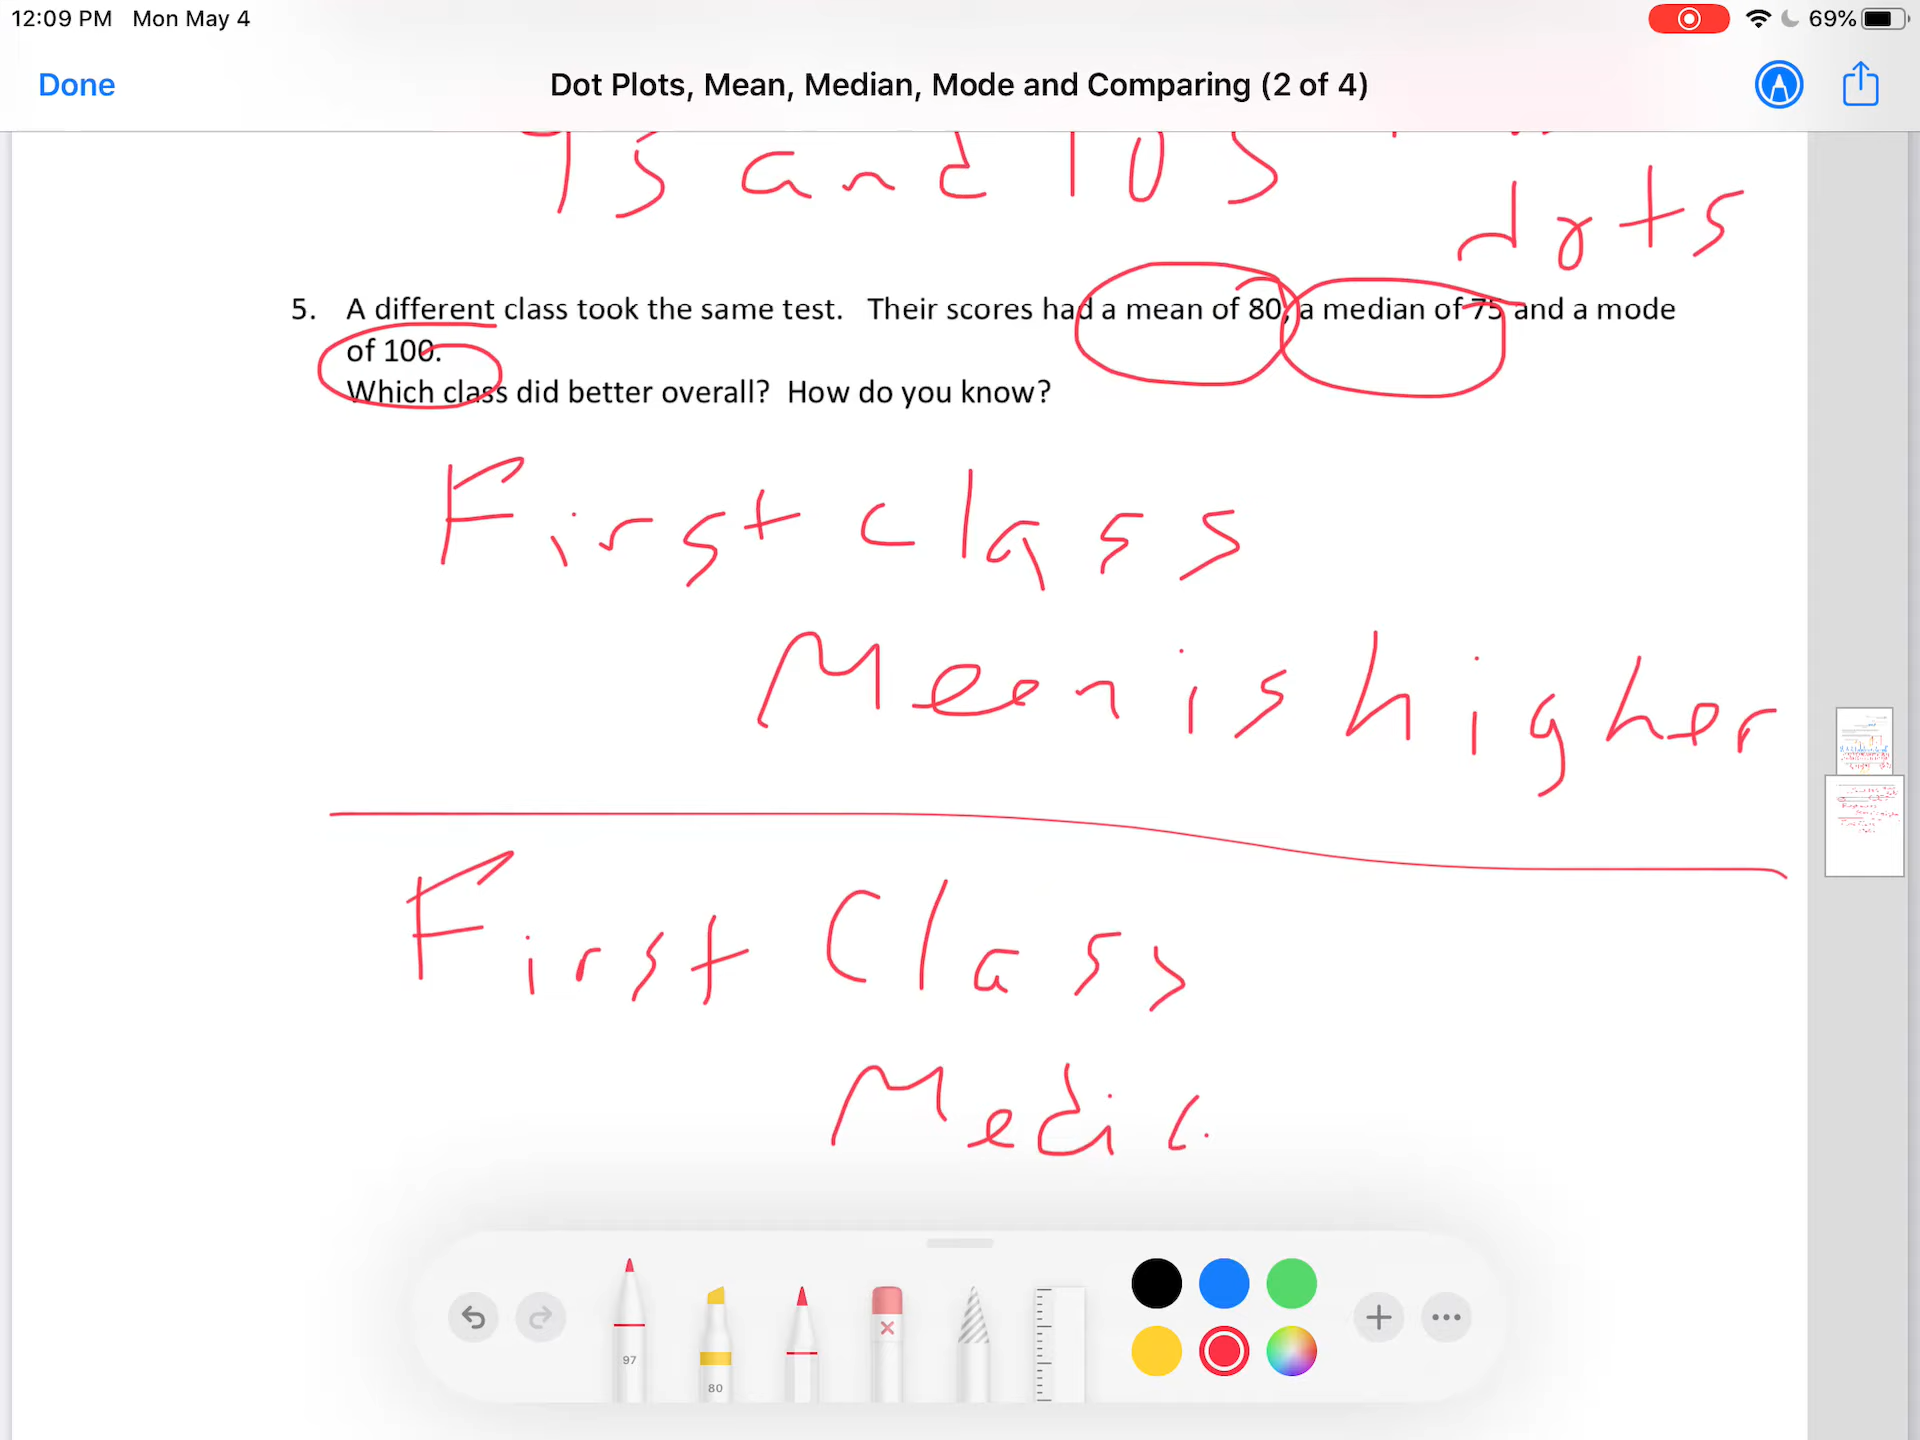 12:09 PM Mon May 4
69%
Done
Dot Plots, Mean, Median, Mode and Comparing (2 of 4)
95 and 105
dots
5. A different class took the same test. Their scores had a mean of 80, a median of 75 and a mode
of 100.
Which class did better overall? How do you know?
First class
Mean is higher
First Class
Medi
97
80